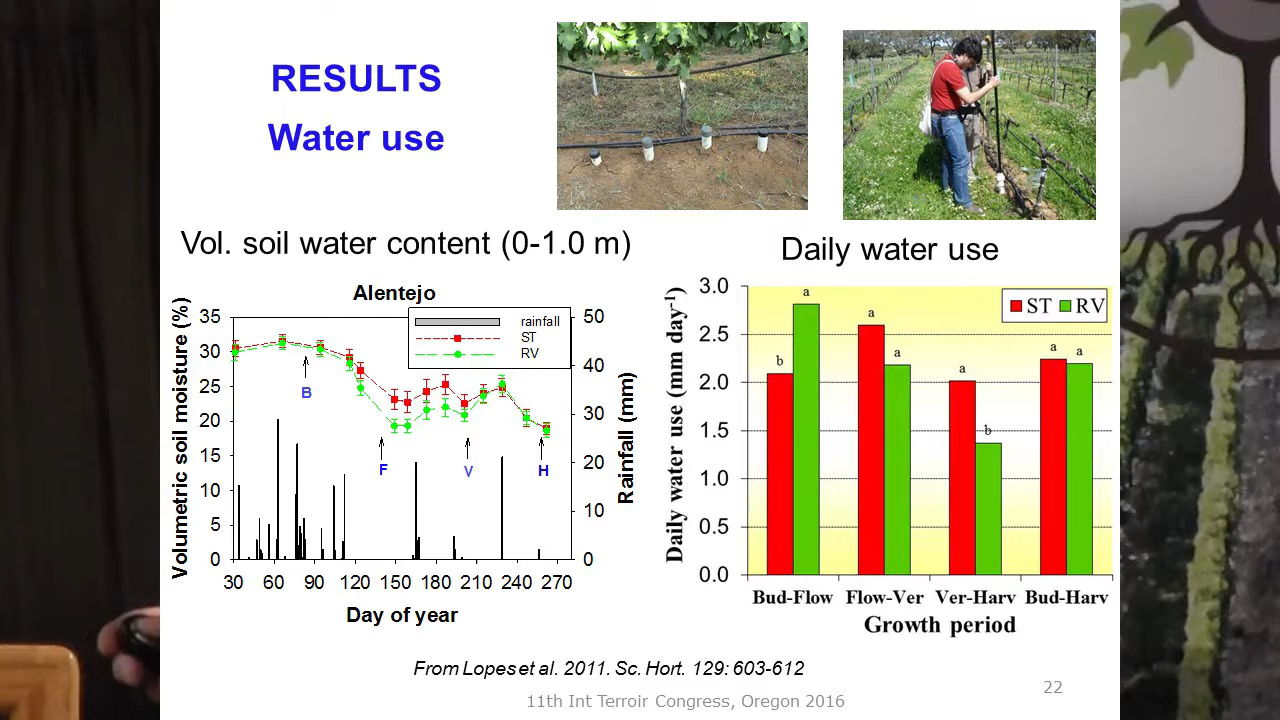 RESULTS
Water use
Vol. soil water content (0-1.0 m)
Daily water use
Alentejo
rainfall
ST
RV
Volumetric soil moisture (%)
35
30
25
20
15
10
5
0
50
40
30
20
10
0
Rainfall (mm)
B
F
V
H
30 60 90 120 150 180 210 240 270
Day of year
Daily water use (mm day-1)
3.0
2.5
2.0
1.5
1.0
0.5
0.0
ST RV
b a a a a b a a
Bud-Flow Flow-Ver Ver-Harv Bud-Harv
Growth period
From Lopes et al. 2011. Sc. Hort. 129: 603-612
11th Int Terroir Congress, Oregon 2016
22